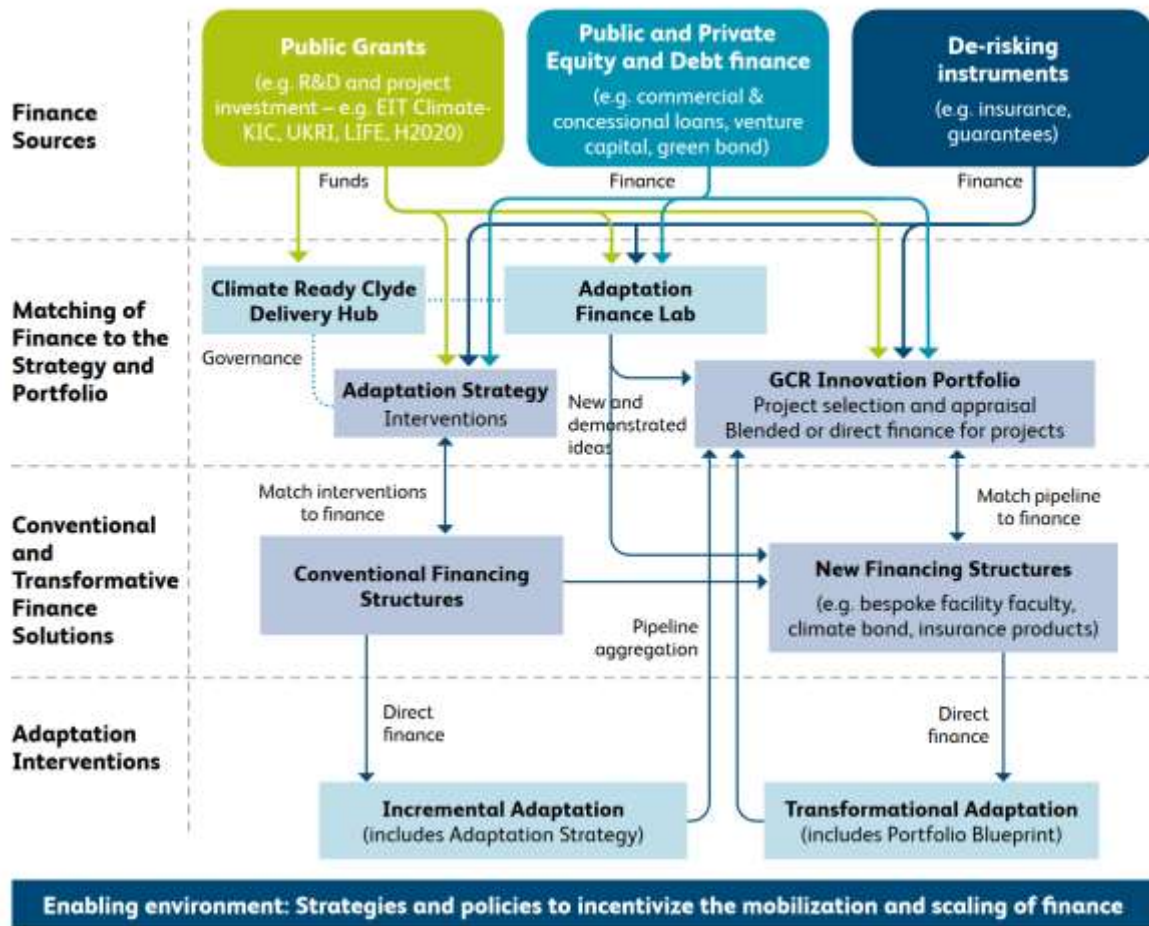 Finance
Sources
Public Grants
(e.g. R&D and project
investment – e.g. EIT Climate-
KIC, UKRI, LIFE, H2020)
Public and Private
Equity and Debt finance
(e.g. commercial &
concessional loans, venture
capital, green bond)
De-risking
instruments
(e.g. insurance,
guarantees)
Funds
Finance
Finance
Matching of
Finance to the
Strategy and
Portfolio
Climate Ready Clyde
Delivery Hub
Adaptation
Finance Lab
Governance
Adaptation Strategy
Interventions
New and
demonstrated
ideas
GCR Innovation Portfolio
Project selection and appraisal
Blended or direct finance for projects
Conventional
and
Transformative
Finance
Solutions
Match interventions
to finance
Match pipeline
to finance
Conventional Financing
Structures
New Financing Structures
(e.g. bespoke facility faculty,
climate bond, insurance products)
Pipeline
aggregation
Adaptation
Interventions
Direct
finance
Direct
finance
Incremental Adaptation
(includes Adaptation Strategy)
Transformational Adaptation
(includes Portfolio Blueprint)
Enabling environment: Strategies and policies to incentivize the mobilization and scaling of finance